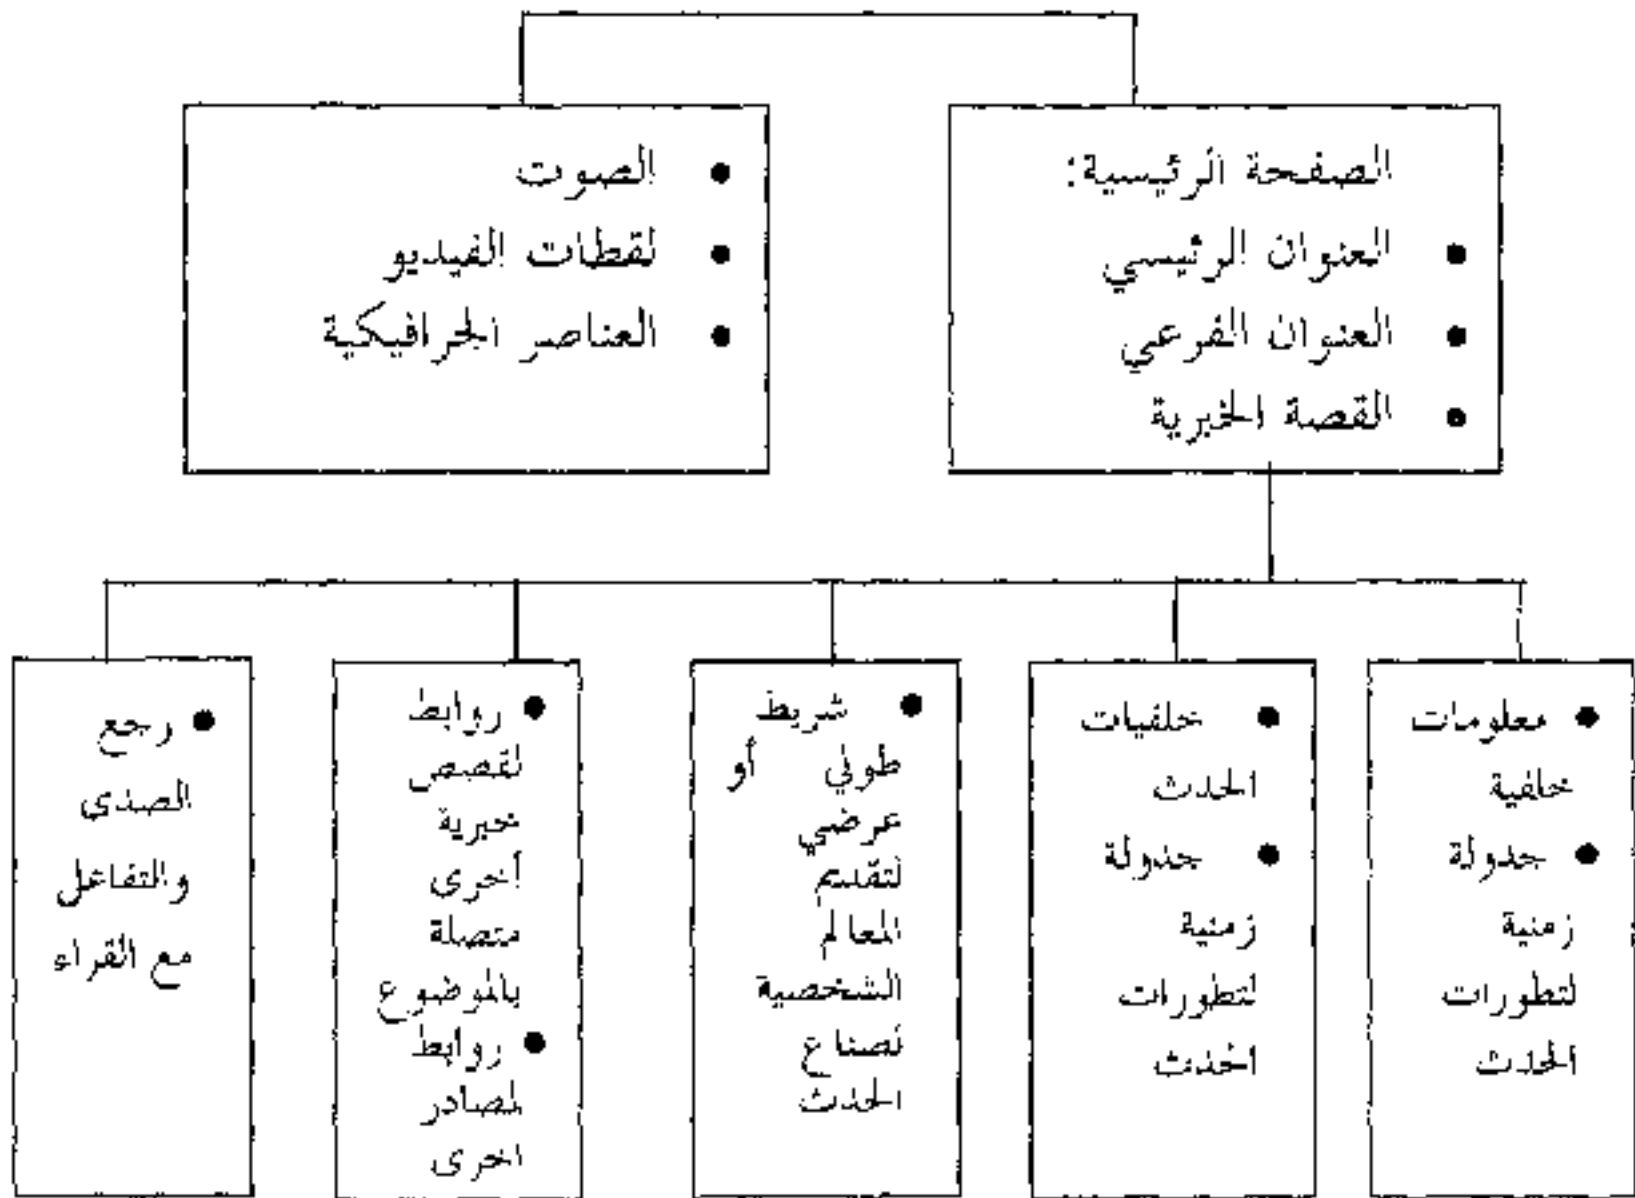 الصفحة الرئيسية:
• العنوان الرئيسي
• العنوان الفرعي
• القصة الخبرية
• الصوت
• لقطات الفيديو
• العناصر الجرافيكية
• معلومات
خلفية
• جدولة
زمنية
لتطورات
الحدث
• خلفيات
الحدث
• جدولة
زمنية
لتطورات
الحدث
• شريط
طولي أو
عرضي
لتقديم
المعالم
الشخصية
لصناع
الحدث
• روابط
لقصص
خبرية
أخرى
متصلة
بالموضوع
• روابط
لمصادر
اخرى
• رجع
الصدى
والتفاعل
مع القراء